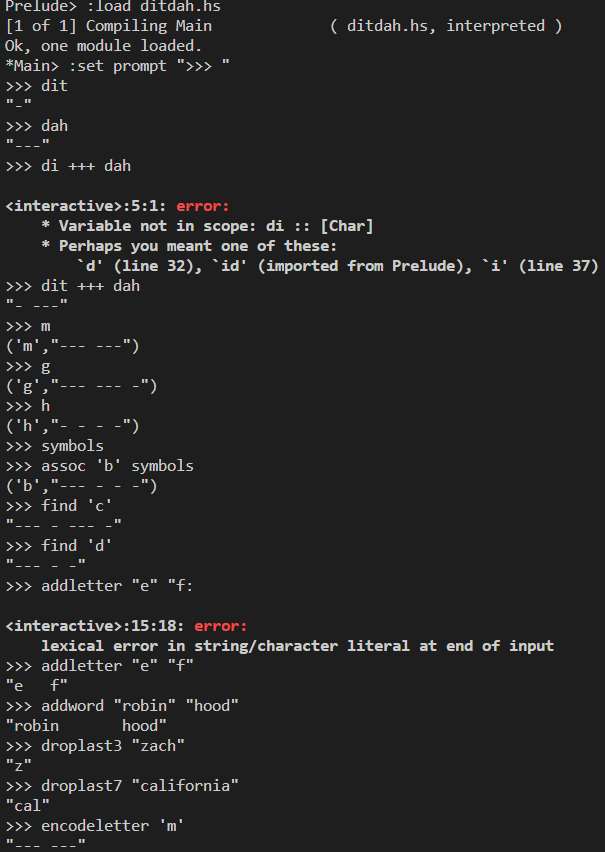 Prelude> :load ditdah.hs
[1 of 1] Compiling Main             ( ditdah.hs, interpreted )
Ok, one module loaded.
*Main> :set prompt ">>> "
>>> dit
"-"
>>> dah
"---"
>>> di +++ dah
<interactive>:5:1: error:
    * Variable not in scope: di :: [Char]
    * Perhaps you meant one of these:
        `d' (line 32), `id' (imported from Prelude), `i' (line 37)
>>> dit +++ dah
"- ---"
>>> m
('m',"--- ---")
>>> g
('g',"--- --- -")
>>> h
('h',"- - - -")
>>> symbols
>>> assoc 'b' symbols
('b',"--- - - -")
>>> find 'c'
"--- - --- -"
>>> find 'd'
"--- - -"
>>> addletter "e" "f:
<interactive>:15:18: error:
    lexical error in string/character literal at end of input
>>> addletter "e" "f"
"e   f"
>>> addword "robin" "hood"
"robin       hood"
>>> droplast3 "zach"
"z"
>>> droplast7 "california"
"cal"
>>> encodeletter 'm'
"--- ---"